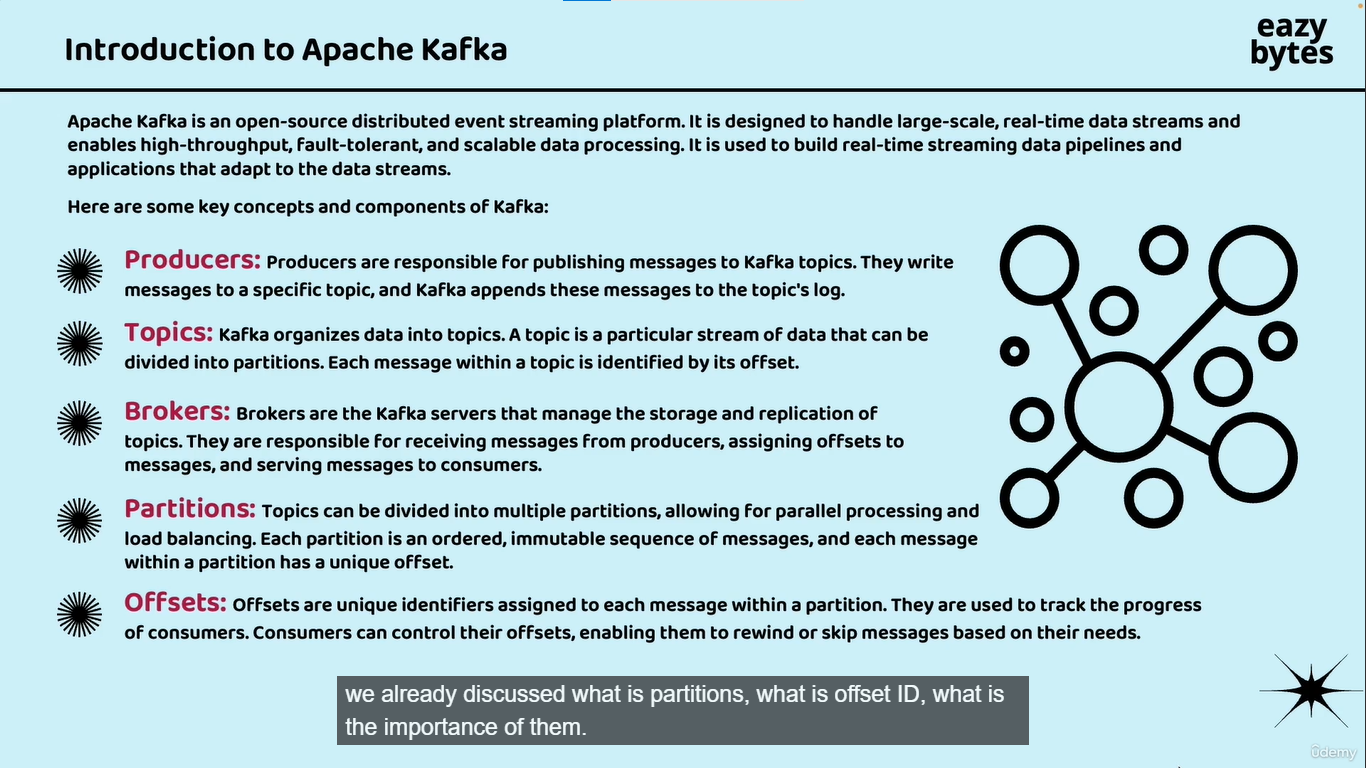 Introduction to Apache Kafka
eazy
bytes
Apache Kafka is an open-source distributed event streaming platform. It is designed to handle large-scale, real-time data streams and
enables high-throughput, fault-tolerant, and scalable data processing. It is used to build real-time streaming data pipelines and
applications that adapt to the data streams.
Here are some key concepts and components of Kafka:
Producers: Producers are responsible for publishing messages to Kafka topics. They write
messages to a specific topic, and Kafka appends these messages to the topic's log.
Topics: Kafka organizes data into topics. A topic is a particular stream of data that can be
divided into partitions. Each message within a topic is identified by its offset.
Brokers: Brokers are the Kafka servers that manage the storage and replication of
topics. They are responsible for receiving messages from producers, assigning offsets to
messages, and serving messages to consumers.
Partitions: Topics can be divided into multiple partitions, allowing for parallel processing and
load balancing. Each partition is an ordered, immutable sequence of messages, and each message
within a partition has a unique offset.
Offsets: Offsets are unique identifiers assigned to each message within a partition. They are used to track the progress
of consumers. Consumers can control their offsets, enabling them to rewind or skip messages based on their needs.
we already discussed what is partitions, what is offset ID, what is
the importance of them.
ûdemy